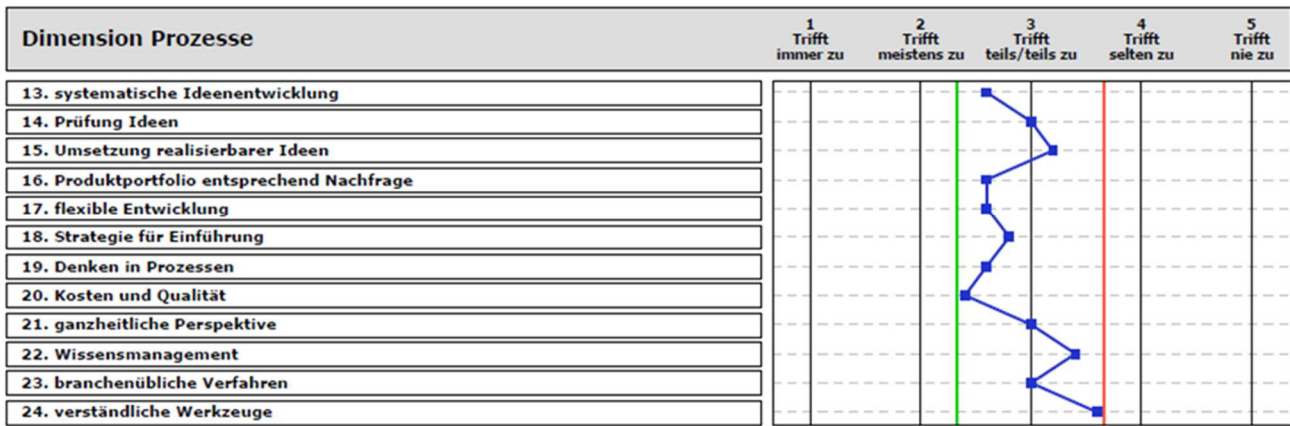 Dimension Prozesse
1
Trifft
immer zu
2
Trifft
meistens zu
3
Trifft
teils/teils zu
4
Trifft
selten zu
5
Trifft
nie zu
13. systematische Ideenentwicklung
14. Prüfung Ideen
15. Umsetzung realisierbarer Ideen
16. Produktportfolio entsprechend Nachfrage
17. flexible Entwicklung
18. Strategie für Einführung
19. Denken in Prozessen
20. Kosten und Qualität
21. ganzheitliche Perspektive
22. Wissensmanagement
23. branchenübliche Verfahren
24. verständliche Werkzeuge